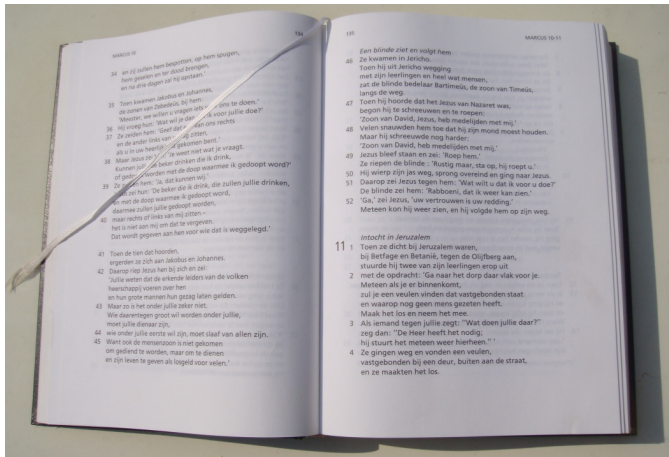 MARCUS 10
194
34 en zij zullen hem bespotten, op hem spugen,
hem geselen en ter dood brengen,
en na drie dagen zal hij opstaan.'
35 Toen kwamen Jakobus en Johannes,
de zonen van Zebedeüs, bij hem:
'Meester, we willen u vragen iets voor ons te doen.'
36 Hij vroeg hun: 'Wat wil je dat ik voor jullie doe?'
37 Ze zeiden hem: 'Geef dat een van ons rechts
en de ander links van u mag zitten,
als u in uw heerlijkheid gekomen bent.'
38 Maar Jezus zei hun: 'Je weet niet wat je vraagt.
Kunnen jullie de beker drinken die ik drink,
of gedoopt worden met de doop waarmee ik gedoopt word?'
39 Ze zeiden hem: 'Ja, dat kunnen wij.'
Jezus zei hun: 'De beker die ik drink, die zullen jullie drinken,
en met de doop waarmee ik gedoopt word,
daarmee zullen jullie gedoopt worden,
40 maar rechts of links van mij zitten –
het is niet aan mij om dat te vergeven.
Dat wordt gegeven aan hen voor wie dat is weggelegd.'
41 Toen de tien dat hoorden,
ergerden ze zich aan Jakobus en Johannes.
42 Daarop riep Jezus hen bij zich en zei:
'Jullie weten dat de erkende leiders van de volken
heerschappij voeren over hen
en hun grote mannen hun gezag laten gelden.
43 Maar zo is het onder jullie zeker niet.
Wie daarentegen groot wil worden onder jullie,
moet jullie dienaar zijn,
44 wie onder jullie eerste wil zijn, moet slaaf van allen zijn.
45 Want ook de mensenzoon is niet gekomen
om gediend te worden, maar om te dienen
en zijn leven te geven als losgeld voor velen.'
195
MARCUS 10-11
Een blinde ziet en volgt hem
46 Ze kwamen in Jericho.
Toen hij uit Jericho wegging
met zijn leerlingen en heel wat mensen,
zat de blinde bedelaar Bartimeüs, de zoon van Timeüs,
langs de weg.
47 Toen hij hoorde dat het Jezus van Nazaret was,
begon hij te schreeuwen en te roepen:
'Zoon van David, Jezus, heb medelijden met mij.'
48 Velen snauwden hem toe dat hij zijn mond moest houden.
Maar hij schreeuwde nog harder:
'Zoon van David, heb medelijden met mij.'
49 Jezus bleef staan en zei: 'Roep hem.'
Ze riepen de blinde : 'Rustig maar, sta op, hij roept u.'
50 Hij wierp zijn jas weg, sprong overeind en ging naar Jezus.
51 Daarop zei Jezus tegen hem: 'Wat wilt u dat ik voor u doe?'
De blinde zei hem: 'Rabboeni, dat ik weer kan zien.'
52 'Ga,' zei Jezus, 'uw vertrouwen is uw redding.'
Meteen kon hij weer zien, en hij volgde hem op zijn weg.
Intocht in Jeruzalem
11 1 Toen ze dicht bij Jeruzalem waren,
bij Betfage en Betanië, tegen de Olijfberg aan,
stuurde hij twee van zijn leerlingen erop uit
2 met de opdracht: 'Ga naar het dorp daar vlak voor je.
Meteen als je er binnenkomt,
zul je een veulen vinden dat vastgebonden staat
en waarop nog geen mens gezeten heeft.
Maak het los en neem het mee.
3 Als iemand tegen jullie zegt: "Wat doen jullie daar?"
zeg dan: "De Heer heeft het nodig;
hij stuurt het meteen weer hierheen." '
4 Ze gingen weg en vonden een veulen,
vastgebonden bij een deur, buiten aan de straat,
en ze maakten het los.